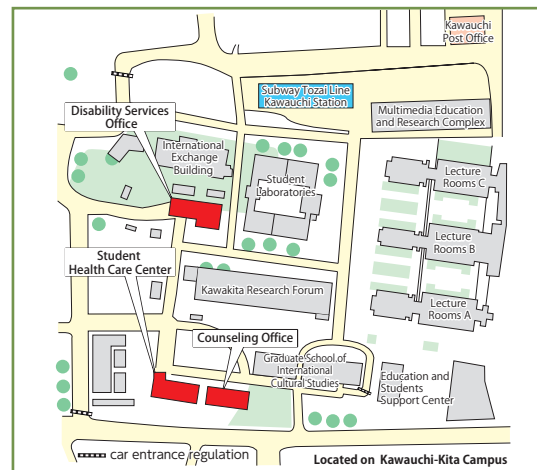 Kawauchi
Post Office
Subway Tozai Line
Kawauchi Station
Disability Services
Office
Multimedia Education
and Research Complex
International
Exchange
Building
Student
Laboratories
Lecture
Rooms C
Lecture
Rooms B
Student
Health Care Center
Kawakita Research Forum
Lecture
Rooms A
Counseling Office
Graduate School of
International
Cultural Studies
Education and
Students
Support Center
car entrance regulation
Located on Kawauchi-Kita Campus